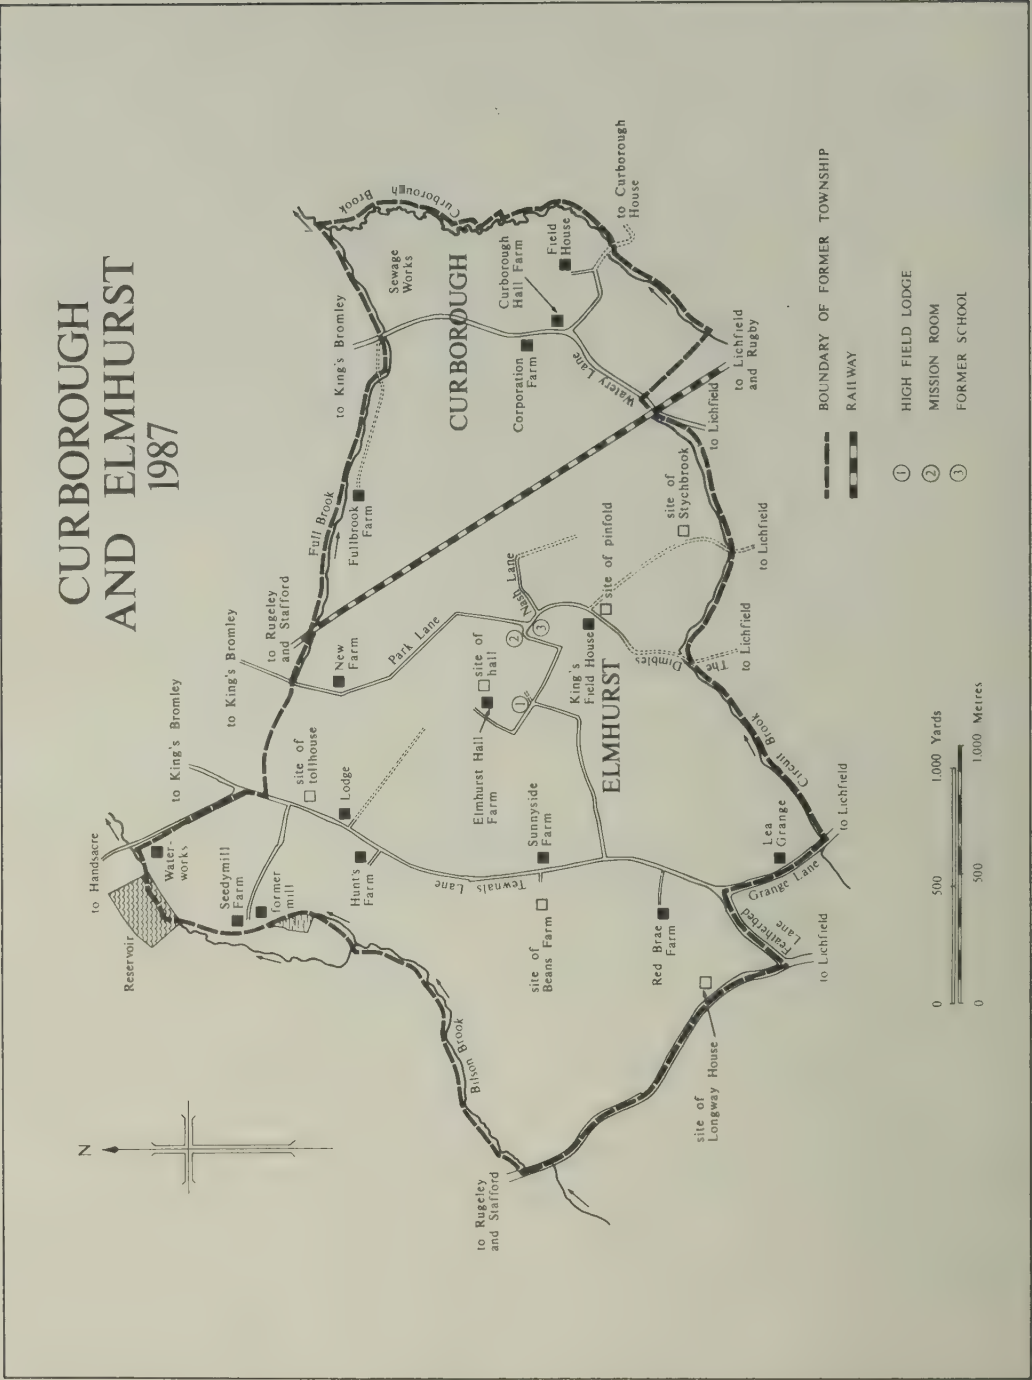 CURBOROUGH
AND ELMHURST
1987
N
to Handsacre
Reservoir
Water-
works
to King's Bromley
to King's Bromley
Seedymill
Farm
former
mill
site of
tollhouse
Lodge
Hunt's
Farm
to Rugeley
and Stafford
New
Farm
Park Lane
Full Brook
Fullbrook
Farm
to King's Bromley
Sewage
Works
Curborough
Brook
CURBOROUGH
Curborough
Hall Farm
Field
House
to Curborough
House
Corporation
Farm
Watery Lane
to Lichfield
and Rugby
to Lichfield
site of
Stychbrook
to Lichfield
Nash Lane
site of pinfold
2
3
site of
hall
1
Elmhurst Hall
Farm
King's
Field House
ELMHURST
The
Dimbles
to Lichfield
Circuit Brook
Tewnals Lane
Sunnyside
Farm
site of
Beans Farm
Red Brae
Farm
Lea
Grange
Grange Lane
to Lichfield
Featherbed
Lane
to Lichfield
site of
Longway House
Bilson Brook
to Rugeley
and Stafford
BOUNDARY OF FORMER TOWNSHIP
RAILWAY
1 HIGH FIELD LODGE
2 MISSION ROOM
3 FORMER SCHOOL
0 500 1,000 Yards
0 500 1,000 Metres